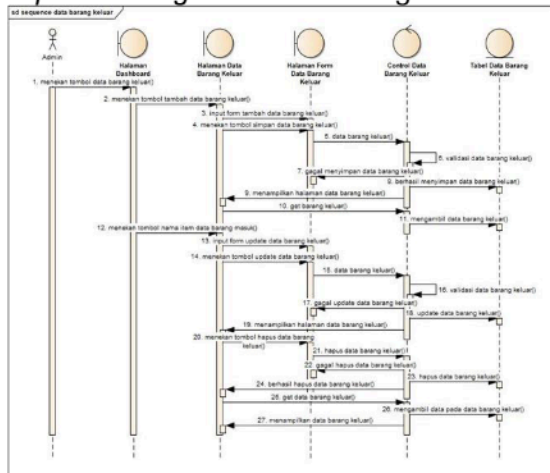 sd sequence data barang keluar
Admin
Halaman
Dashboard
Halaman Data
Barang Keluar
Halaman Form
Data Barang
Keluar
Control Data
Barang Keluar
Tabel Data Barang
Keluar
1. menekan tombol data barang keluar()
2. menekan tombol tambah data barang keluar()
3. input form tambah data barang keluar()
4. menekan tombol simpan data barang keluar()
5. data barang keluar()
6. validasi data barang keluar()
7. gagal menyimpan data barang keluar()
8. berhasil menyimpan data barang keluar()
9. menampilkan halaman data barang keluar()
10. get barang keluar()
11. mengambil data barang keluar()
12. menekan tombol nama item data barang masuk()
13. input form update data barang keluar()
14. menekan tombol update data barang keluar()
15. data barang keluar()
16. validasi data barang keluar()
17. gagal update data barang keluar()
18. update data barang keluar()
19. menampilkan halaman data barang keluar()
20. menekan tombol hapus data barang
keluar()
21. hapus data barang keluar()
22. gagal hapus data barang keluar()
23. hapus data barang keluar()
24. berhasil hapus data barang keluar()
25. get data barang keluar()
26. mengambil data pada data barang keluar()
27. menampilkan data barang keluar()